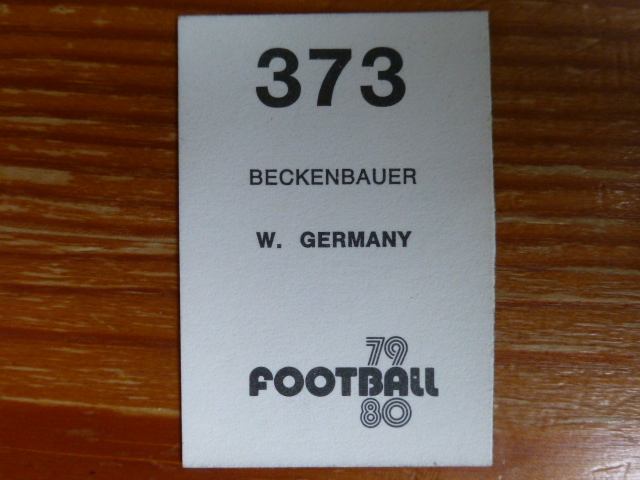 373
BECKENBAUER
W. GERMANY
79
FOOTBALL
80